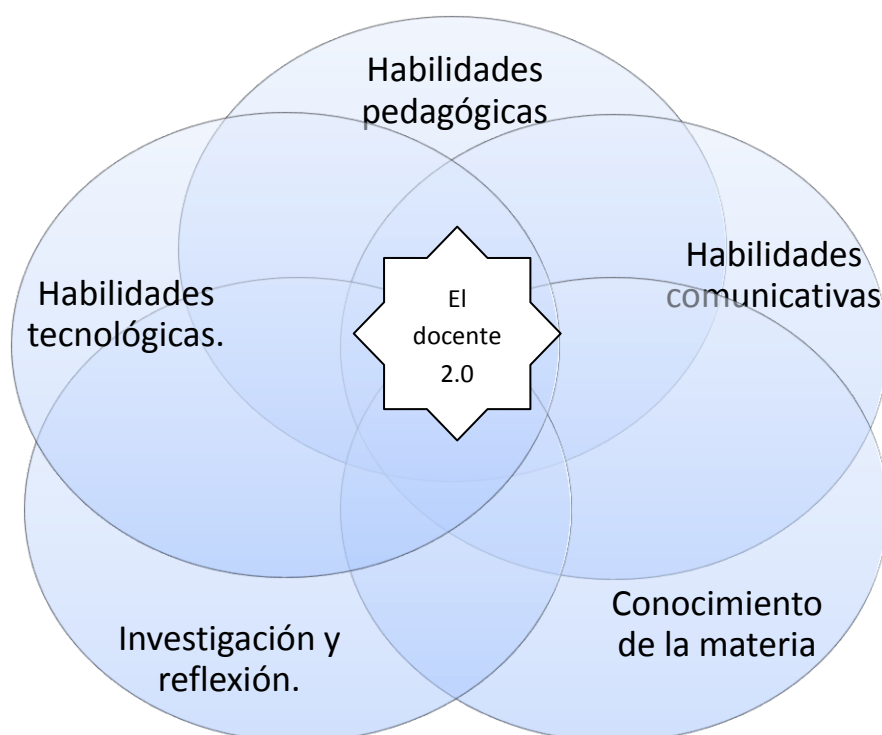 Habilidades
pedagógicas
Habilidades
comunicativas
Habilidades
tecnológicas.
El
docente
2.0
Conocimiento
de la materia
Investigación y
reflexión.